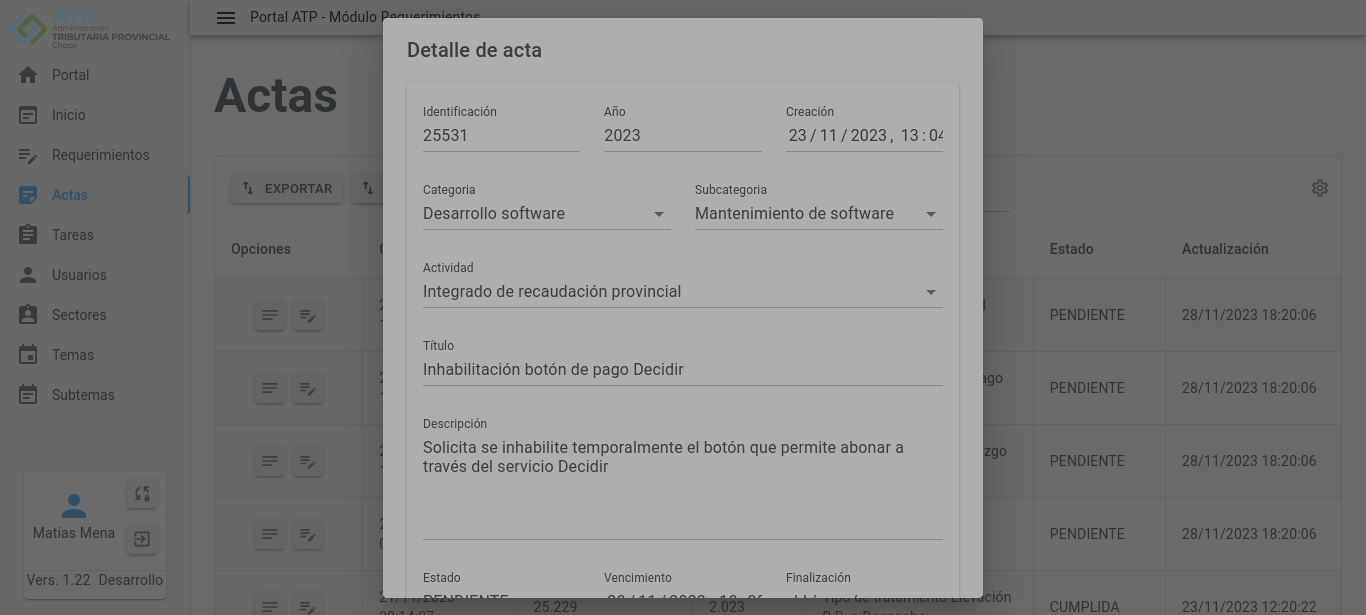 ATP
Administración
TRIBUTARIA PROVINCIAL
Chaco
Portal ATP - Módulo Requerimientos
Portal
Inicio
Requerimientos
Actas
Tareas
Usuarios
Sectores
Temas
Subtemas
Matias Mena
Vers. 1.22 Desarrollo
Actas
EXPORTAR
Opciones
Estado
Actualización
PENDIENTE
28/11/2023 18:20:06
PENDIENTE
28/11/2023 18:20:06
PENDIENTE
28/11/2023 18:20:06
PENDIENTE
28/11/2023 18:20:06
25.229
2.023
CUMPLIDA
23/11/2023 12:20:22
Detalle de acta
Identificación
25531
Año
2023
Creación
23/11/2023, 13:04
Categoria
Desarrollo software
Subcategoria
Mantenimiento de software
Actividad
Integrado de recaudación provincial
Título
Inhabilitación botón de pago Decidir
Descripción
Solicita se inhabilite temporalmente el botón que permite abonar a
través del servicio Decidir
Estado
PENDIENTE
Vencimiento
Finalización